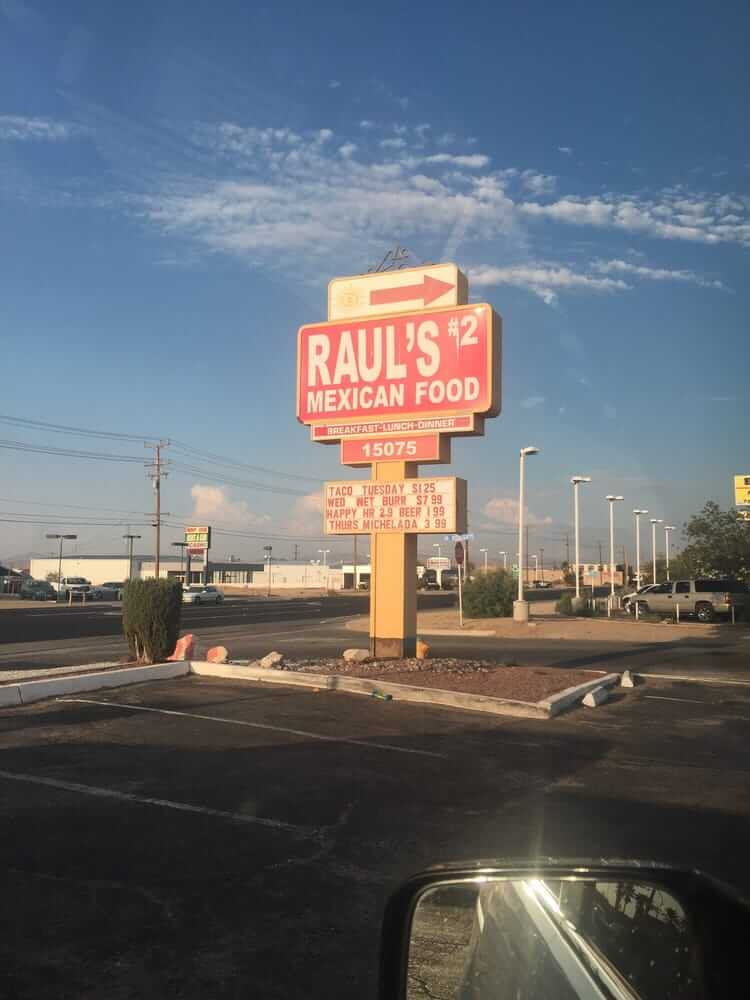 RAUL'S #2
MEXICAN FOOD
BREAKFAST-LUNCH-DINNER
15075
TACO TUESDAY $1.25
WED WET BURR $7 99
HAPPY HR 2.9 BEER 1 99
THURS MICHELADA 3 99